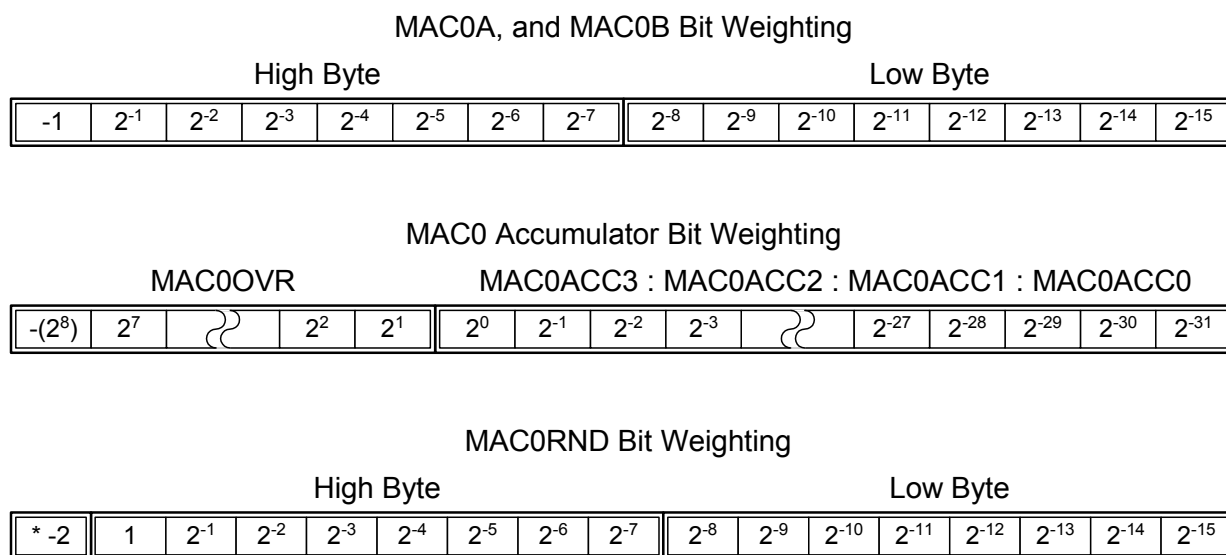 MAC0A, and MAC0B Bit Weighting
High Byte Low Byte
-1 2⁻¹ 2⁻² 2⁻³ 2⁻⁴ 2⁻⁵ 2⁻⁶ 2⁻⁷ 2⁻⁸ 2⁻⁹ 2⁻¹⁰ 2⁻¹¹ 2⁻¹² 2⁻¹³ 2⁻¹⁴ 2⁻¹⁵
MAC0 Accumulator Bit Weighting
MAC0OVR MAC0ACC3 : MAC0ACC2 : MAC0ACC1 : MAC0ACC0
-(2⁸) 2⁷ 2² 2¹ 2⁰ 2⁻¹ 2⁻² 2⁻³ 2⁻²⁷ 2⁻²⁸ 2⁻²⁹ 2⁻³⁰ 2⁻³¹
MAC0RND Bit Weighting
High Byte Low Byte
* -2 1 2⁻¹ 2⁻² 2⁻³ 2⁻⁴ 2⁻⁵ 2⁻⁶ 2⁻⁷ 2⁻⁸ 2⁻⁹ 2⁻¹⁰ 2⁻¹¹ 2⁻¹² 2⁻¹³ 2⁻¹⁴ 2⁻¹⁵